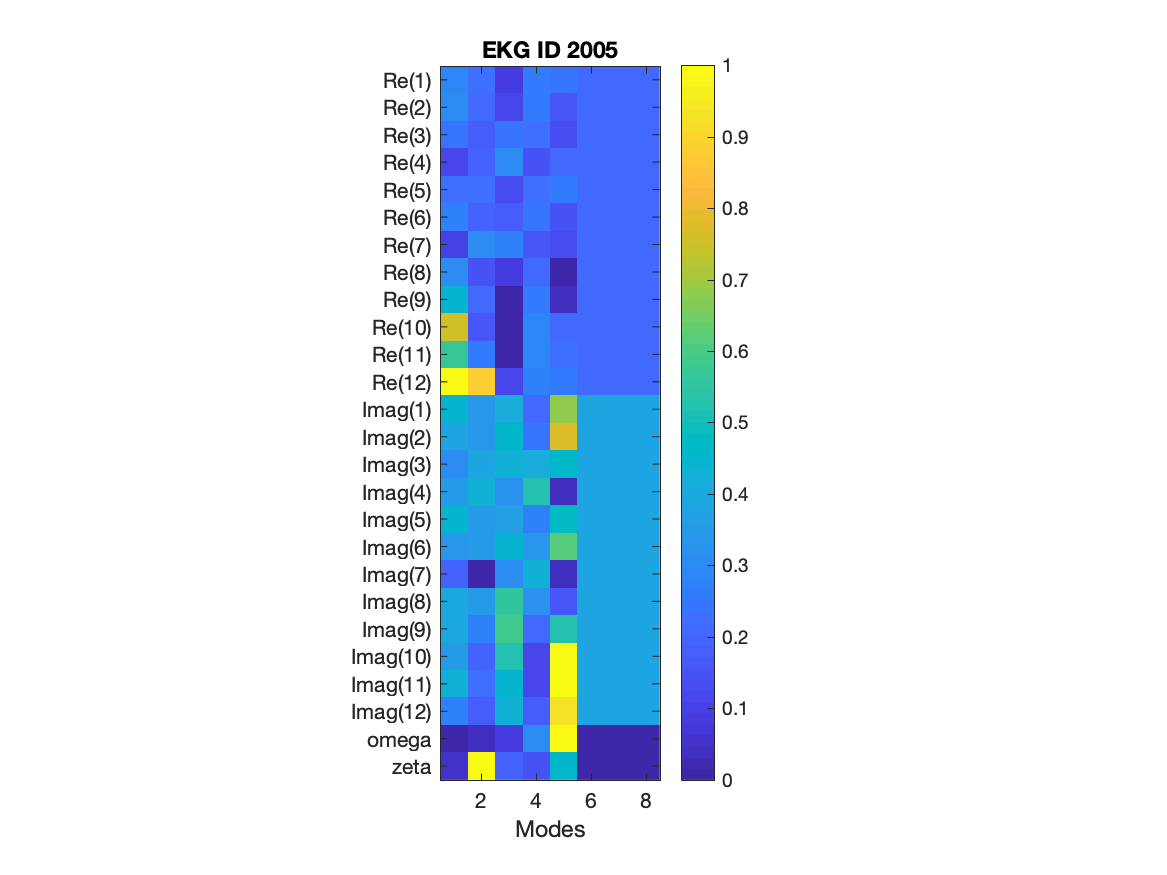 EKG ID 2005
Re(1)
Re(2)
Re(3)
Re(4)
Re(5)
Re(6)
Re(7)
Re(8)
Re(9)
Re(10)
Re(11)
Re(12)
Imag(1)
Imag(2)
Imag(3)
Imag(4)
Imag(5)
Imag(6)
Imag(7)
Imag(8)
Imag(9)
Imag(10)
Imag(11)
Imag(12)
omega
zeta
2 4 6 8
Modes
1
0.9
0.8
0.7
0.6
0.5
0.4
0.3
0.2
0.1
0